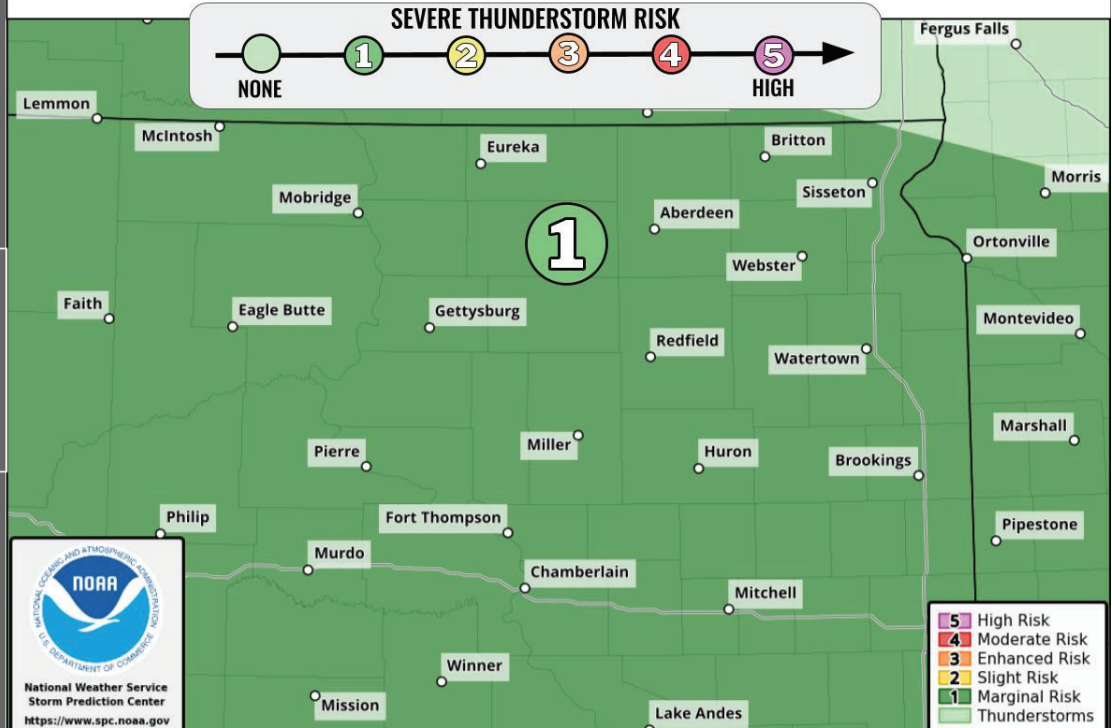 SEVERE THUNDERSTORM RISK
1 2 3 4 5
NONE HIGH
Fergus Falls
Lemmon
McIntosh
Eureka
Britton
Morris
Sisseton
Mobridge
Aberdeen
1
Ortonville
Webster
Faith
Eagle Butte
Gettysburg
Montevideo
Redfield
Watertown
Marshall
Miller
Pierre
Huron
Brookings
Philip
Fort Thompson
Pipestone
Murdo
Chamberlain
Mitchell
Winner
Mission
Lake Andes
NATIONAL OCEANIC AND ATMOSPHERIC ADMINISTRATION
NOAA
U.S. DEPARTMENT OF COMMERCE
National Weather Service
Storm Prediction Center
https://www.spc.noaa.gov
5 High Risk
4 Moderate Risk
3 Enhanced Risk
2 Slight Risk
1 Marginal Risk
Thunderstorms